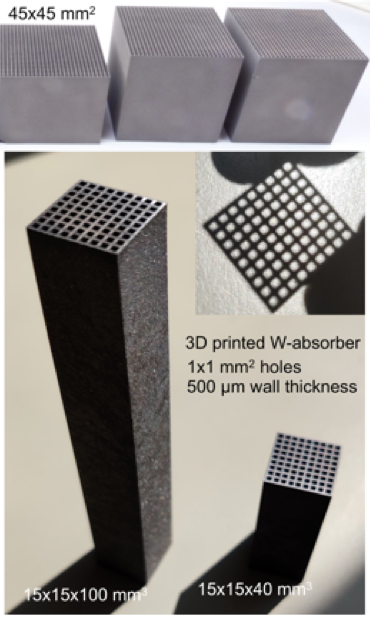 45x45 mm²
3D printed W-absorber
1x1 mm² holes
500 µm wall thickness
15x15x40 mm³
15x15x100 mm³